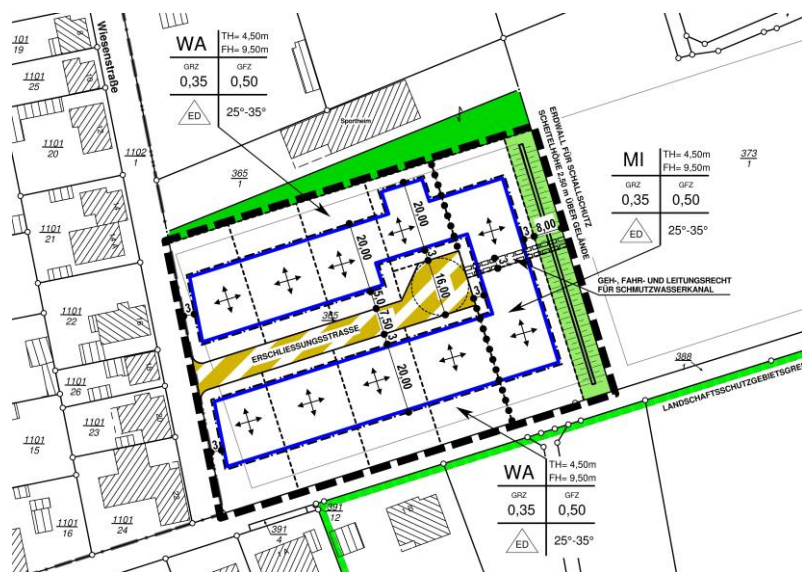 WA
TH= 4,50m
FH= 9,50m
GRZ
GFZ
0,35
0,50
ED
25°-35°
Wiesenstraße
1101
19
1101
25
1101
20
1102
1
1101
21
1101
22
1101
26
1101
23
1101
15
1101
16
1101
24
365
1
Sportheim
ERDWALL FÜR SCHALLSCHUTZ
SCHEITELHÖHE 2,50 m ÜBER GELÄNDE
MI
TH= 4,50m
FH= 9,50m
GRZ
GFZ
0,35
0,50
ED
25°-35°
373
1
20,00
20,00
3
8,00
3
3
3
16,00
3
5,0
7,50
3
365
ERSCHLIESSUNGSSTRASSE
20,00
3
GEH-, FAHR- UND LEITUNGSRECHT
FÜR SCHMUTZWASSERKANAL
388
1
LANDSCHAFTSSCHUTZGEBIETSGRE
391
12
391
4
WA
TH= 4,50m
FH= 9,50m
GRZ
GFZ
0,35
0,50
ED
25°-35°